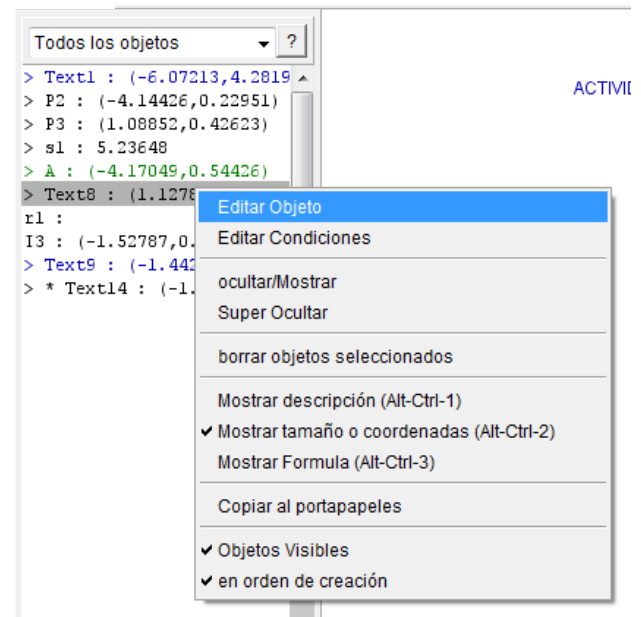 Todos los objetos ?
> Text1 : (-6.07213,4.2819
ACTIVID
> P2 : (-4.14426,0.22951)
> P3 : (1.08852,0.42623)
> s1 : 5.23648
> A : (-4.17049,0.54426)
> Text8 : (1.1278
r1 :
I3 : (-1.52787,0.
> Text9 : (-1.442
> * Text14 : (-1.
Editar Objeto
Editar Condiciones
ocultar/Mostrar
Super Ocultar
borrar objetos seleccionados
Mostrar descripción (Alt-Ctrl-1)
Mostrar tamaño o coordenadas (Alt-Ctrl-2)
Mostrar Formula (Alt-Ctrl-3)
Copiar al portapapeles
Objetos Visibles
en orden de creación